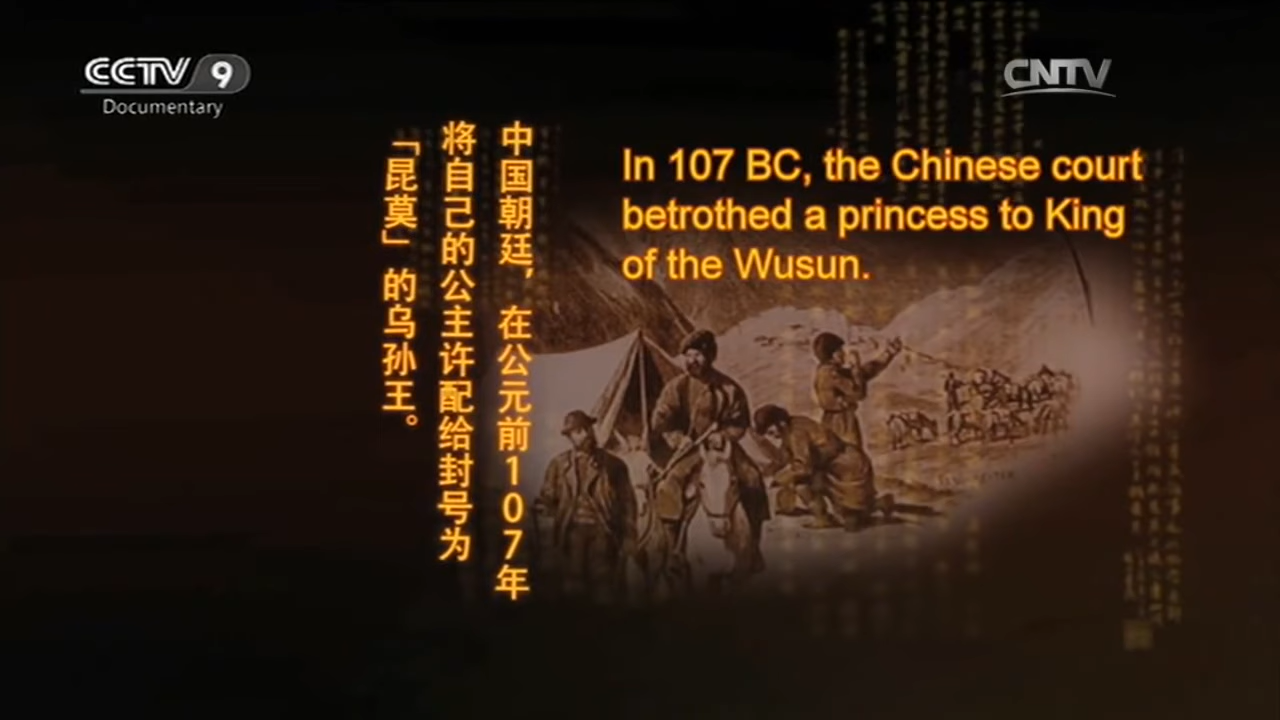 CCTV 9
Documentary
CNTV
中国朝廷，在公元前107年
将自己的公主许配给封号为
「昆莫」的乌孙王。
In 107 BC, the Chinese court
betrothed a princess to King
of the Wusun.